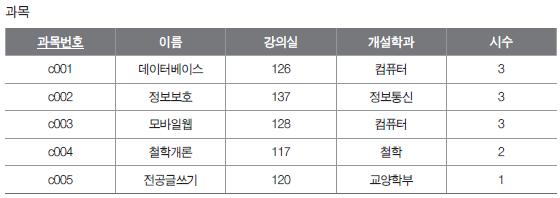 과목
과목번호 이름 강의실 개설학과 시수
c001 데이터베이스 126 컴퓨터 3
c002 정보보호 137 정보통신 3
c003 모바일웹 128 컴퓨터 3
c004 철학개론 117 철학 2
c005 전공글쓰기 120 교양학부 1